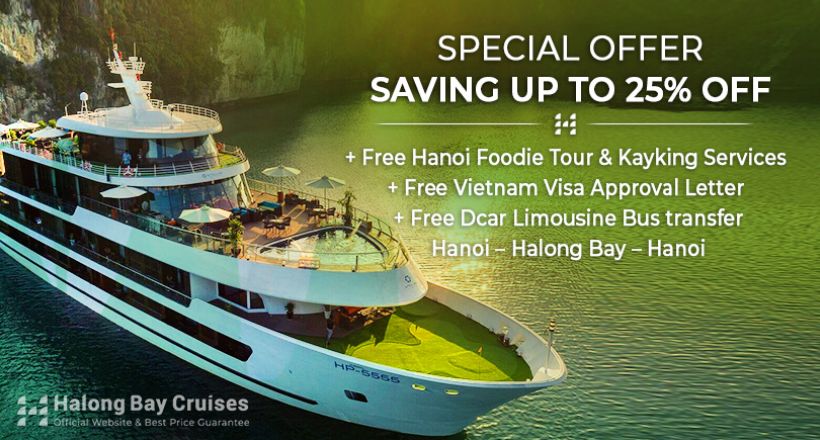 SPECIAL OFFER
SAVING UP TO 25% OFF
+ Free Hanoi Foodie Tour & Kayking Services
+ Free Vietnam Visa Approval Letter
+ Free Dcar Limousine Bus transfer
Hanoi – Halong Bay – Hanoi
HP-5555
Halong Bay Cruises
Official Website & Best Price Guarantee